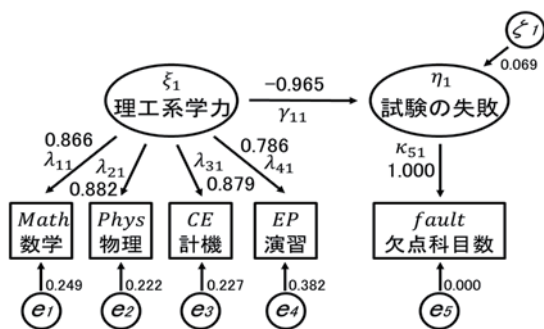 ζ1
0.069
ξ1
理工系学力
−0.965
γ11
η1
試験の失敗
0.866
λ11
λ21
0.882
λ31
0.879
0.786
λ41
κ51
1.000
Math
数学
Phys
物理
CE
計機
EP
演習
fault
欠点科目数
0.249
0.222
0.227
0.382
0.000
e1
e2
e3
e4
e5